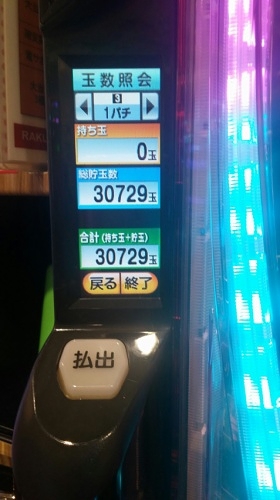 RAKU
玉数照会
3
1パチ
持ち玉
0玉
総貯玉数
30729玉
合計(持ち玉+貯玉)
30729玉
戻る 終了
払出